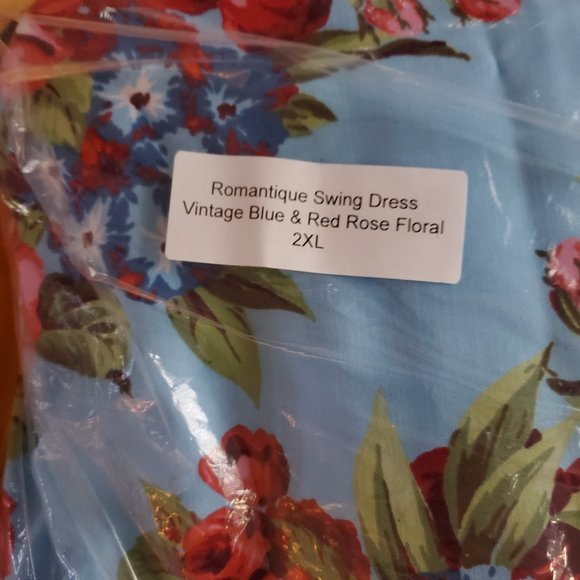 Romantique Swing Dress
Vintage Blue & Red Rose Floral
2XL